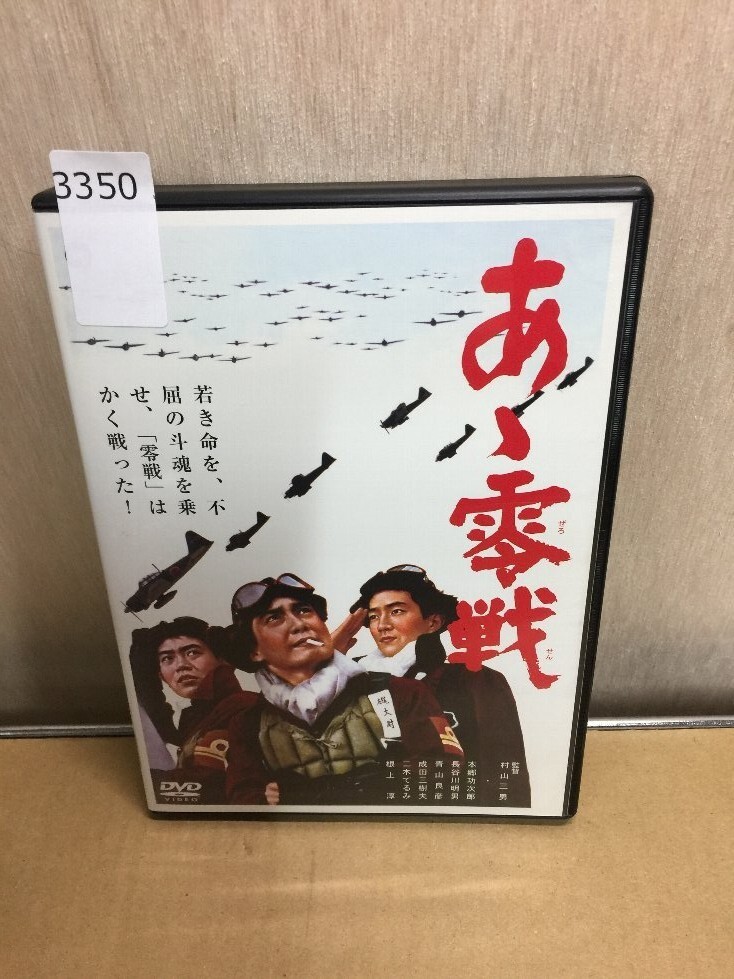 3350
あゝ零戦
ぜろ
せん
若き命を、不
屈の斗魂を乗
せ、「零戦」は
かく戦った!
監督
村山三男
本郷功次郎
長谷川明男
青山良彦
成田三樹夫
二木てるみ
根上淳
DVD
VIDEO